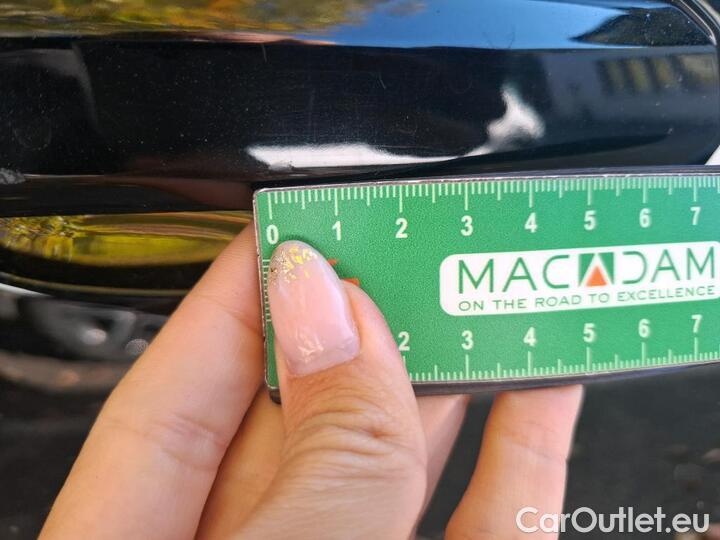 0 1 2 3 4 5 6 7
MACADAM
ON THE ROAD TO EXCELLENCE
2 3 4 5 6 7
CarOutlet.eu